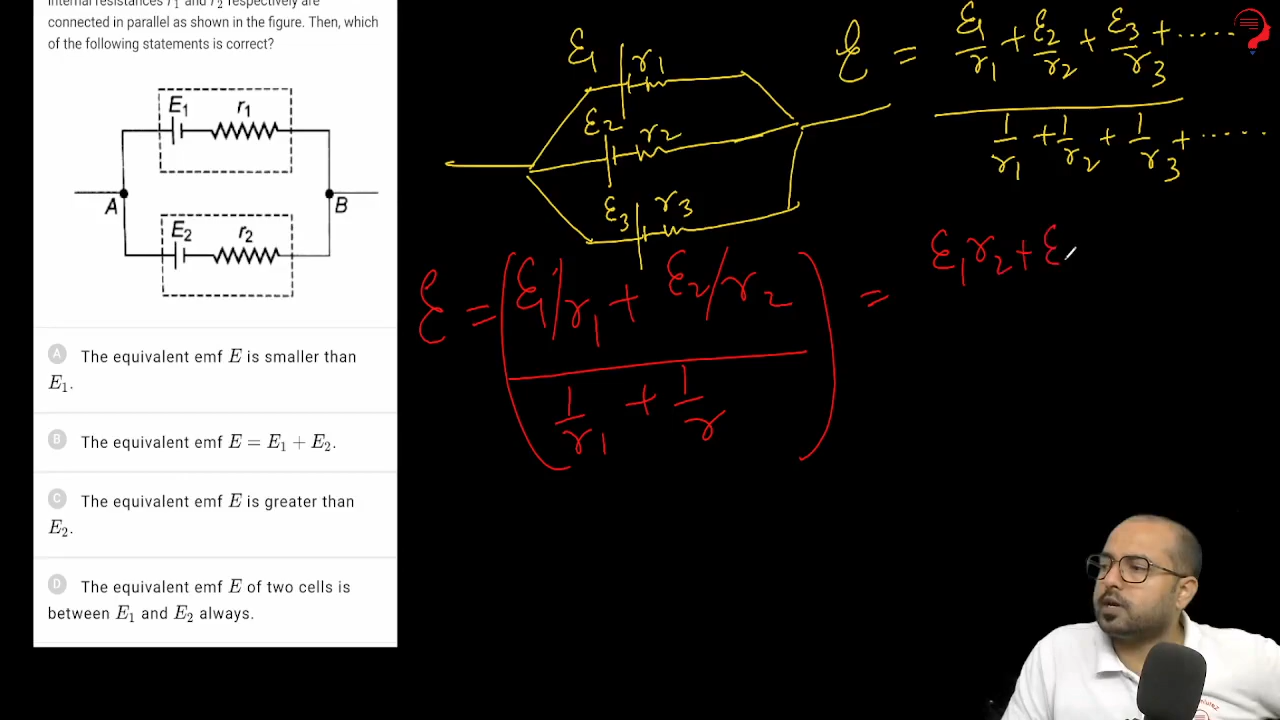 internal resistances r1 and r2 respectively are
connected in parallel as shown in the figure. Then, which
of the following statements is correct?
E1 r1
A B
E2 r2
A The equivalent emf E is smaller than
E1.
B The equivalent emf E = E1 + E2.
C The equivalent emf E is greater than
E2.
D The equivalent emf E of two cells is
between E1 and E2 always.
ε1 r1
ε2 r2
ε3 r3
ε = ε1/r1 + ε2/r2 + ε3/r3 + .....
1/r1 + 1/r2 + 1/r3 + .....
ε = (ε1/r1 + ε2/r2) = ε1r2 + ε
1/r1 + 1/r